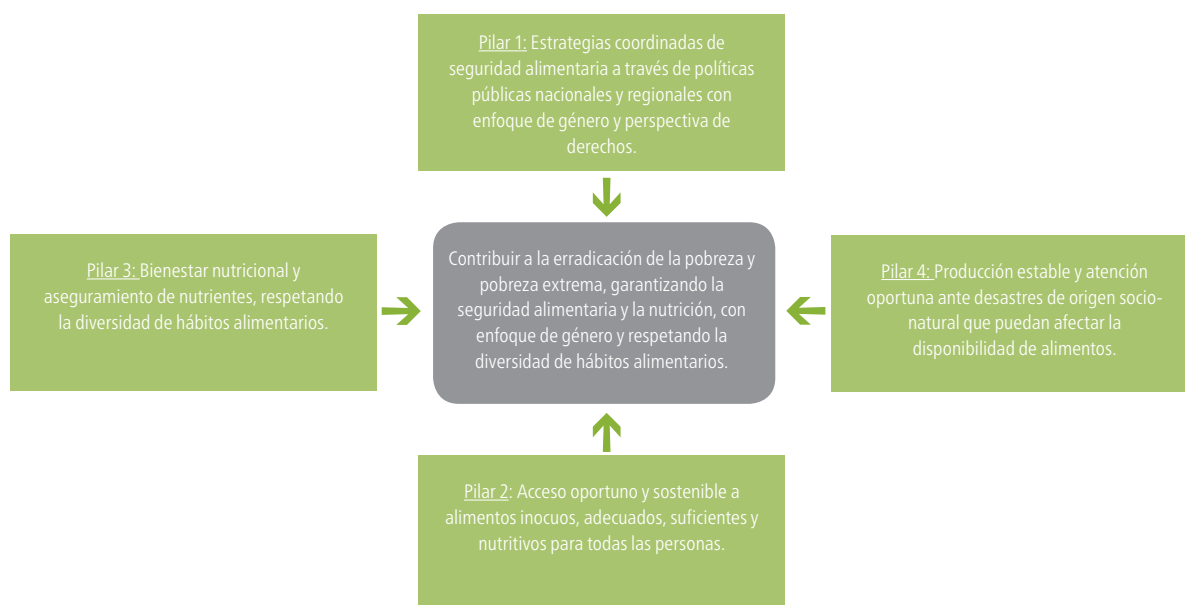 Pilar 1: Estrategias coordinadas de
seguridad alimentaria a través de políticas
públicas nacionales y regionales con
enfoque de género y perspectiva de
derechos.
Pilar 3: Bienestar nutricional y
aseguramiento de nutrientes, respetando
la diversidad de hábitos alimentarios.
Contribuir a la erradicación de la pobreza y
pobreza extrema, garantizando la
seguridad alimentaria y la nutrición, con
enfoque de género y respetando la
diversidad de hábitos alimentarios.
Pilar 4: Producción estable y atención
oportuna ante desastres de origen socio-
natural que puedan afectar la
disponibilidad de alimentos.
Pilar 2: Acceso oportuno y sostenible a
alimentos inocuos, adecuados, suficientes y
nutritivos para todas las personas.